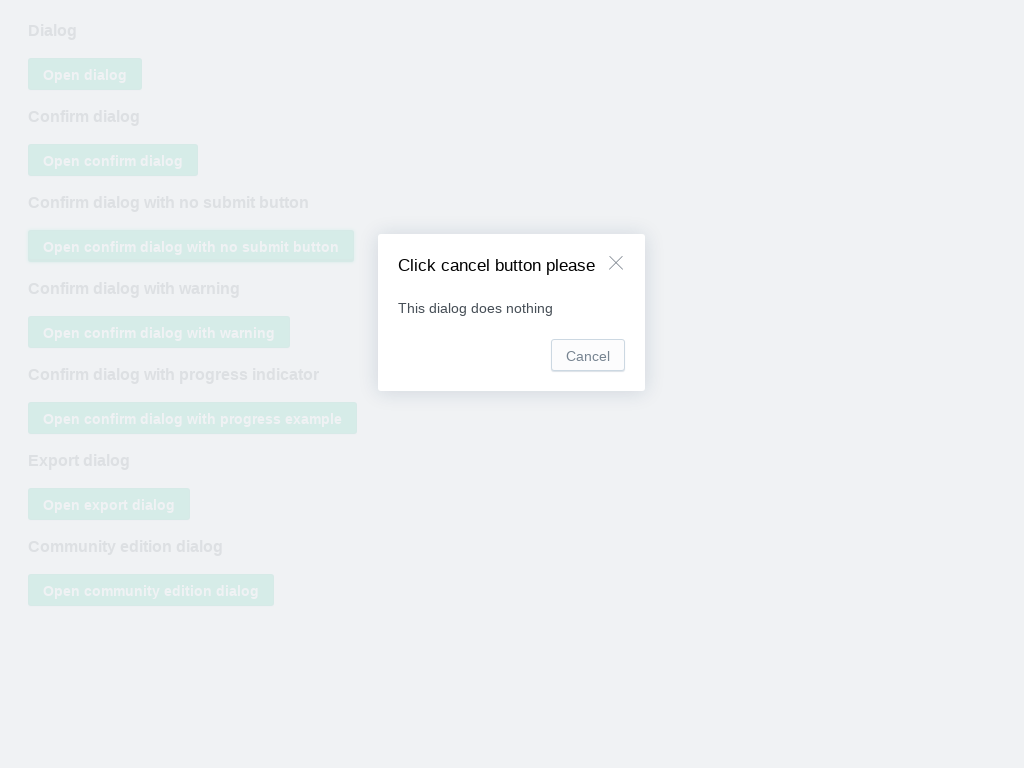 Dialog
Open dialog
Confirm dialog
Open confirm dialog
Confirm dialog with no submit button
Open confirm dialog with no submit button
Confirm dialog with warning
Open confirm dialog with warning
Confirm dialog with progress indicator
Open confirm dialog with progress example
Export dialog
Open export dialog
Community edition dialog
Open community edition dialog
Click cancel button please
This dialog does nothing
Cancel